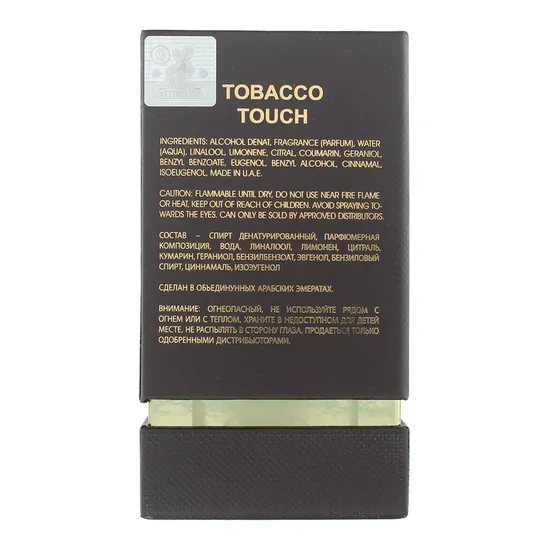 TOBACCO
TOUCH
INGREDIENTS: ALCOHOL DENAT, FRAGRANCE (PARFUM), WATER
(AQUA), LINALOOL, LIMONENE, CITRAL, COUMARIN, GERANIOL,
BENZYL BENZOATE, EUGENOL, BENZYL ALCOHOL, CINNAMAL,
ISOEUGENOL, MADE IN U.A.E.
CAUTION: FLAMMABLE UNTIL DRY, DO NOT USE NEAR FIRE FLAME
OR HEAT, KEEP OUT OF REACH OF CHILDREN. AVOID SPRAYING TO-
WARDS THE EYES. CAN ONLY BE SOLD BY APPROVED DISTRIBUTORS.
СОСТАВ – СПИРТ ДЕНАТУРИРОВАННЫЙ, ПАРФЮМЕРНАЯ
КОМПОЗИЦИЯ, ВОДА, ЛИНАЛООЛ, ЛИМОНЕН, ЦИТРАЛЬ,
КУМАРИН, ГЕРАНИОЛ, БЕНЗИЛБЕНЗОАТ, ЭВГЕНОЛ, БЕНЗИЛОВЫЙ
СПИРТ, ЦИННАМАЛЬ, ИЗОЭУГЕНОЛ
СДЕЛАН В ОБЬЕДИНУННЫХ АРАБСКИХ ЭМЕРАТАХ.
ВНИМАНИЕ: ОГНЕОПАСНЫЙ, НЕ ИСПОЛЬЗУЙТЕ РЯДОМ С
ОГНЕМ ИЛИ С ТЕПЛОМ, ХРАНИТЕ В НЕДОСТУПНОМ ДЛЯ ДЕТЕЙ
МЕСТЕ, НЕ РАСПЫЛЯТЬ В СТОРОНУ ГЛАЗА, ПРОДАЕТЬСЯ ТОЛЬКО
ОДОБРЕННЫМИ ДИСТРИБЬЮТОРАМИ.